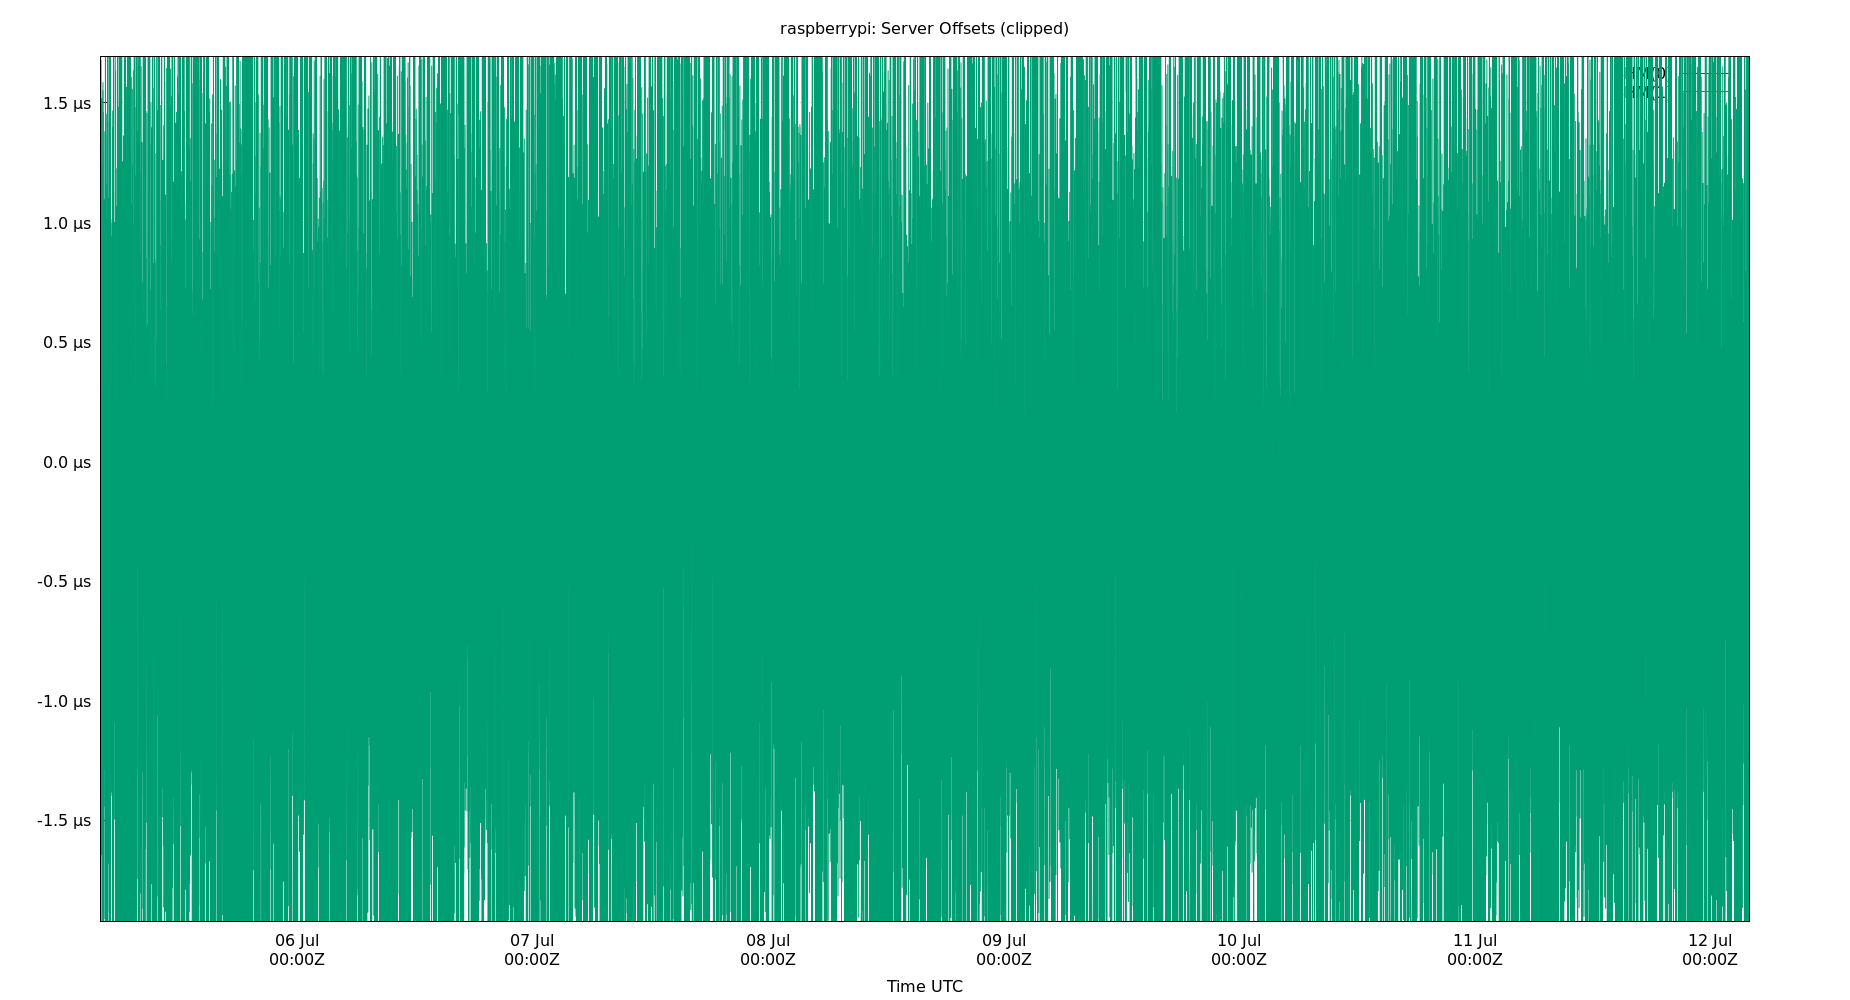 raspberrypi: Server Offsets (clipped)
1.5 µs
1.0 µs
0.5 µs
0.0 µs
-0.5 µs
-1.0 µs
-1.5 µs
06 Jul 07 Jul 08 Jul 09 Jul 10 Jul 11 Jul 12 Jul
00:00Z 00:00Z 00:00Z 00:00Z 00:00Z 00:00Z 00:00Z
Time UTC